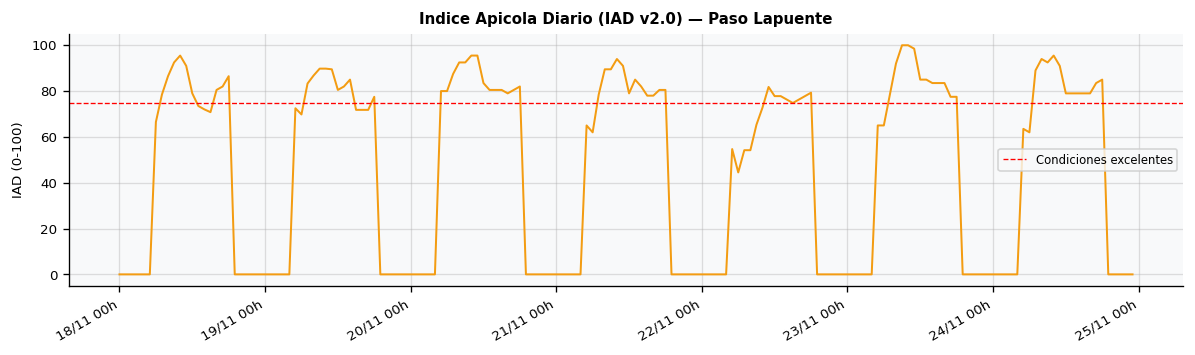 Indice Apicola Diario (IAD v2.0) — Paso Lapuente
IAD (0-100)
100
80
60
40
20
0
Condiciones excelentes
18/11 00h
19/11 00h
20/11 00h
21/11 00h
22/11 00h
23/11 00h
24/11 00h
25/11 00h